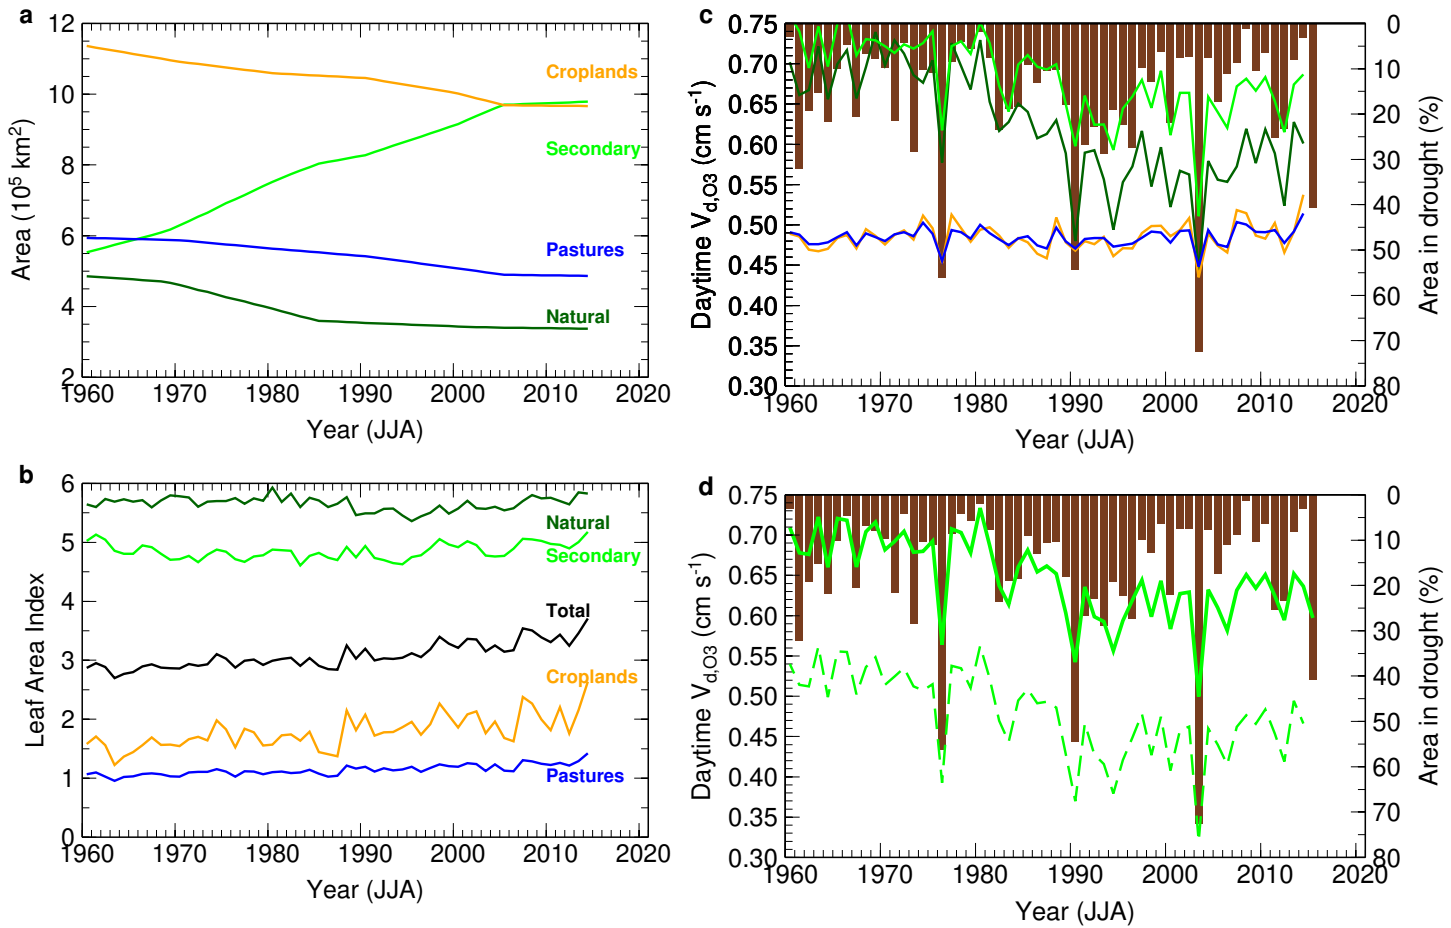 a
12
10
8
6
4
2
Area (10⁵ km²)
Croplands
Secondary
Pastures
Natural
1960 1970 1980 1990 2000 2010 2020
Year (JJA)
c
0.75
0.70
0.65
0.60
0.55
0.50
0.45
0.40
0.35
0.30
Daytime V_d,O3 (cm s⁻¹)
0
10
20
30
40
50
60
70
80
Area in drought (%)
1960 1970 1980 1990 2000 2010 2020
Year (JJA)
b
6
5
4
3
2
1
0
Leaf Area Index
Natural
Secondary
Total
Croplands
Pastures
1960 1970 1980 1990 2000 2010 2020
Year (JJA)
d
0.75
0.70
0.65
0.60
0.55
0.50
0.45
0.40
0.35
0.30
Daytime V_d,O3 (cm s⁻¹)
0
10
20
30
40
50
60
70
80
Area in drought (%)
1960 1970 1980 1990 2000 2010 2020
Year (JJA)